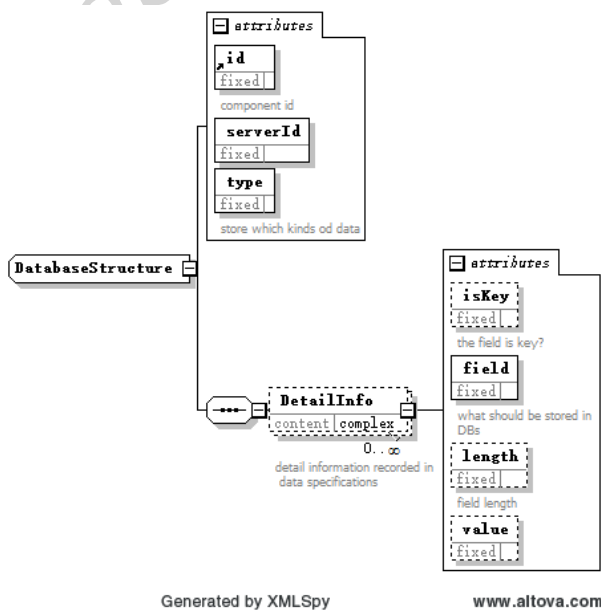 attributes
id
fixed
component id
serverId
fixed
type
fixed
store which kinds od data
DatabaseStructure
attributes
isKey
fixed
the field is key?
field
fixed
what should be stored in
DBs
length
fixed
field length
value
fixed
DetailInfo
content complex
0..∞
detail information recorded in
data specifications
Generated by XMLSpy
www.altova.com